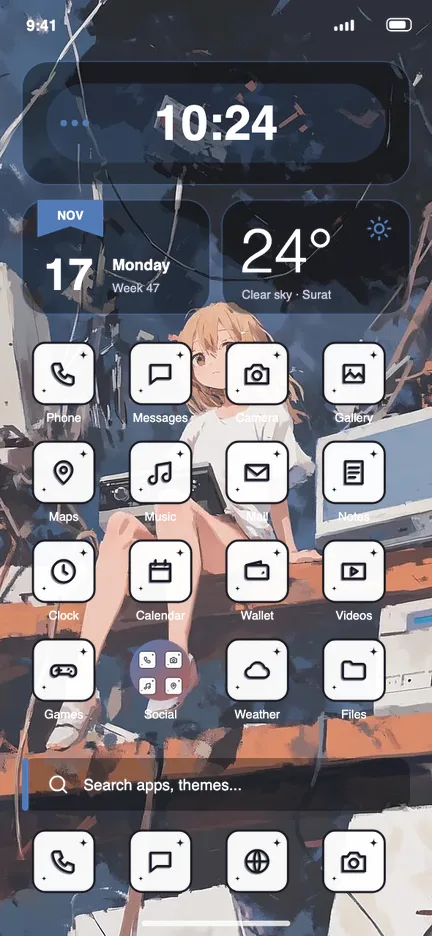 9:41
10:24
NOV
17
Monday
Week 47
24°
Clear sky · Surat
Phone
Messages
Camera
Gallery
Maps
Music
Mail
Notes
Clock
Calendar
Wallet
Videos
Games
Social
Weather
Files
Search apps, themes...